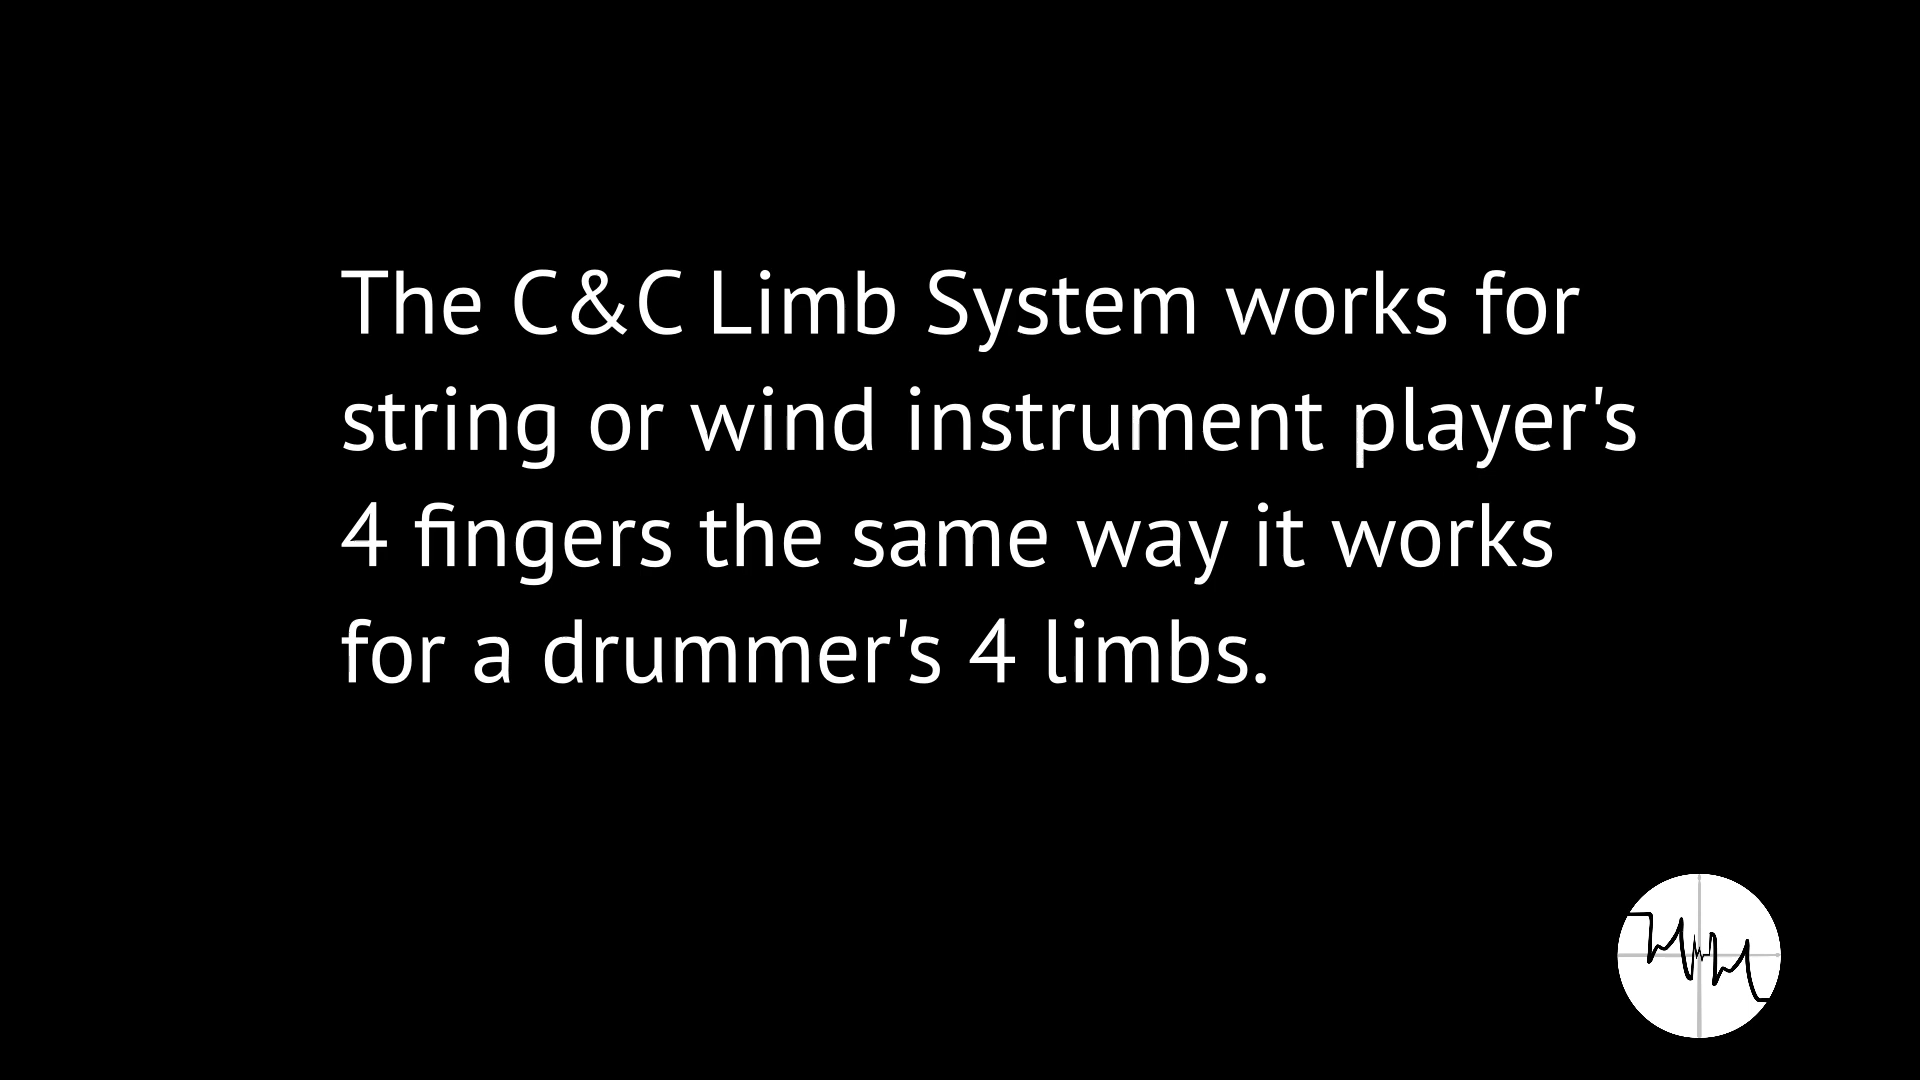 The C&C Limb System works for
string or wind instrument player's
4 fingers the same way it works
for a drummer's 4 limbs.